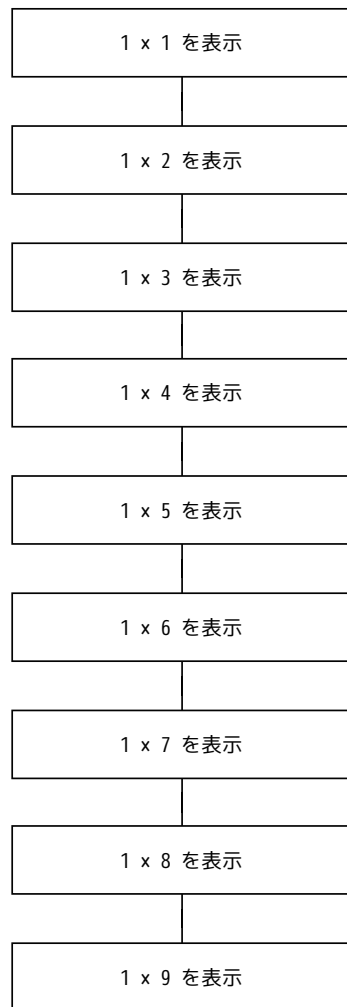 1 x 1 を表示
1 x 2 を表示
1 x 3 を表示
1 x 4 を表示
1 x 5 を表示
1 x 6 を表示
1 x 7 を表示
1 x 8 を表示
1 x 9 を表示